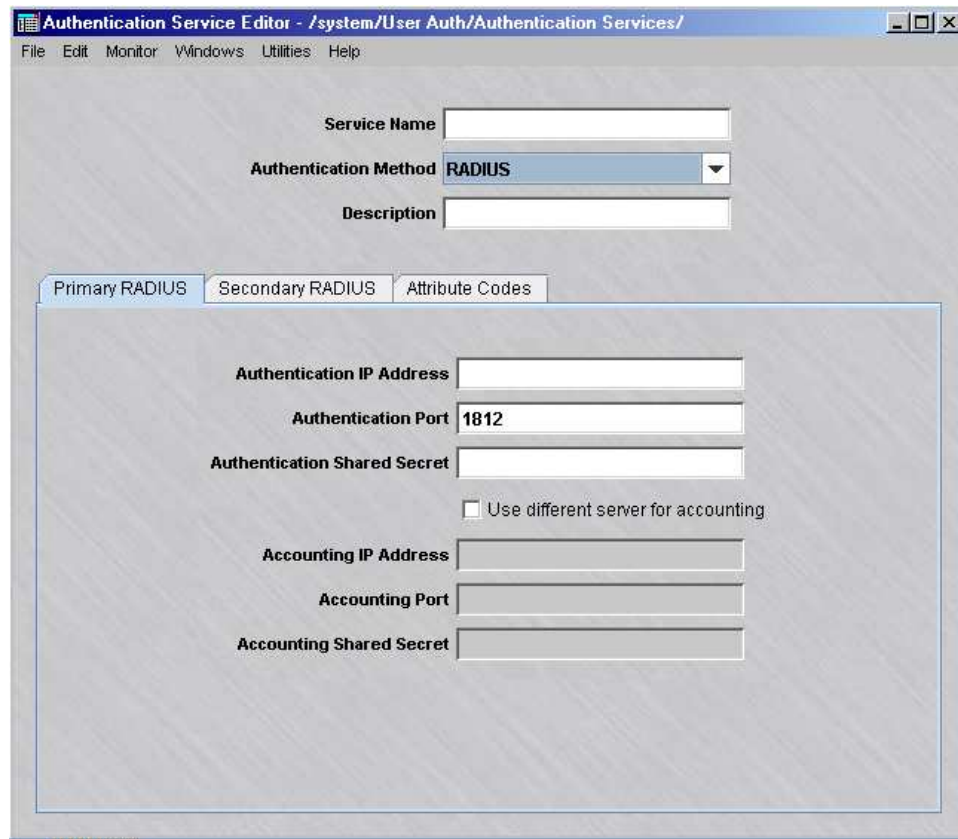 Authentication Service Editor - /system/User Auth/Authentication Services/
File Edit Monitor Windows Utilities Help
Service Name
Authentication Method RADIUS
Description
Primary RADIUS Secondary RADIUS Attribute Codes
Authentication IP Address
Authentication Port 1812
Authentication Shared Secret
Use different server for accounting
Accounting IP Address
Accounting Port
Accounting Shared Secret